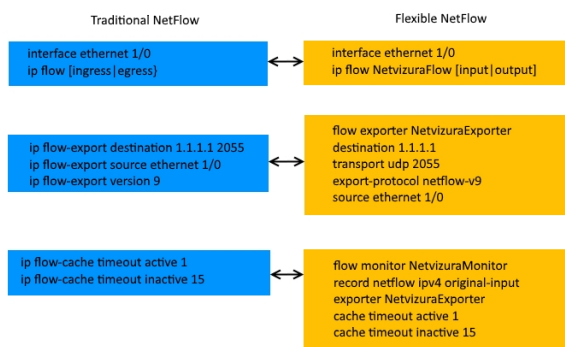 Traditional NetFlow
Flexible NetFlow
interface ethernet 1/0
ip flow [ingress|egress}
interface ethernet 1/0
ip flow NetvizuraFlow [input|output]
ip flow-export destination 1.1.1.1 2055
ip flow-export source ethernet 1/0
ip flow-export version 9
flow exporter NetvizuraExporter
destination 1.1.1.1
transport udp 2055
export-protocol netflow-v9
source ethernet 1/0
ip flow-cache timeout active 1
ip flow-cache timeout inactive 15
flow monitor NetvizuraMonitor
record netflow ipv4 original-input
exporter NetvizuraExporter
cache timeout active 1
cache timeout inactive 15